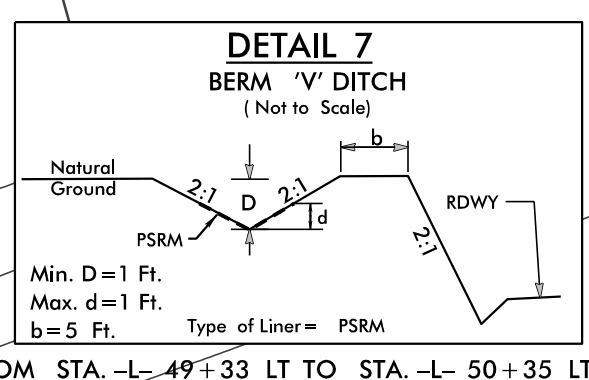 DETAIL 7
BERM 'V' DITCH
( Not to Scale)
Natural
Ground
2:1
D
2:1
d
b
2:1
RDWY
PSRM
Min. D=1 Ft.
Max. d=1 Ft.
b=5 Ft.
Type of Liner= PSRM
OM STA. -L- 49+33 LT TO STA. -L- 50+35 LT